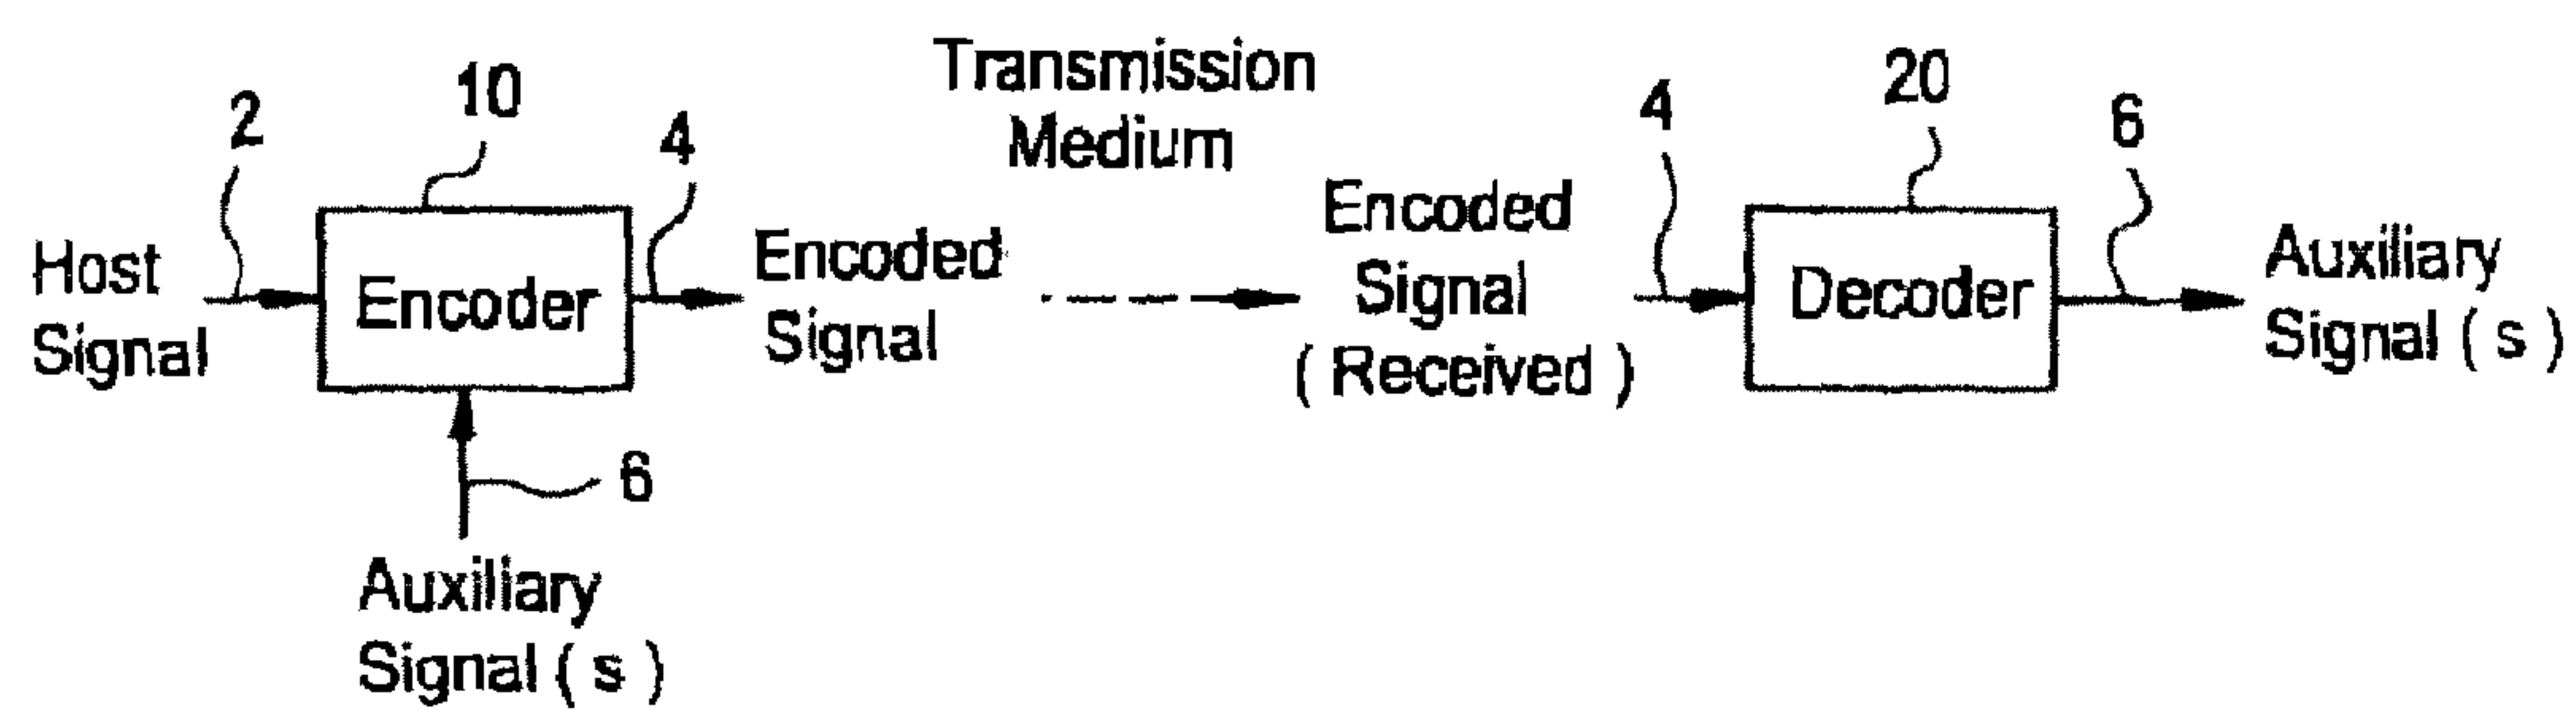 2
10
4
Transmission
Medium
4
20
6
Host
Signal
Encoder
Encoded
Signal
Encoded
Signal
( Received )
Decoder
Auxiliary
Signal ( s )
6
Auxiliary
Signal ( s )